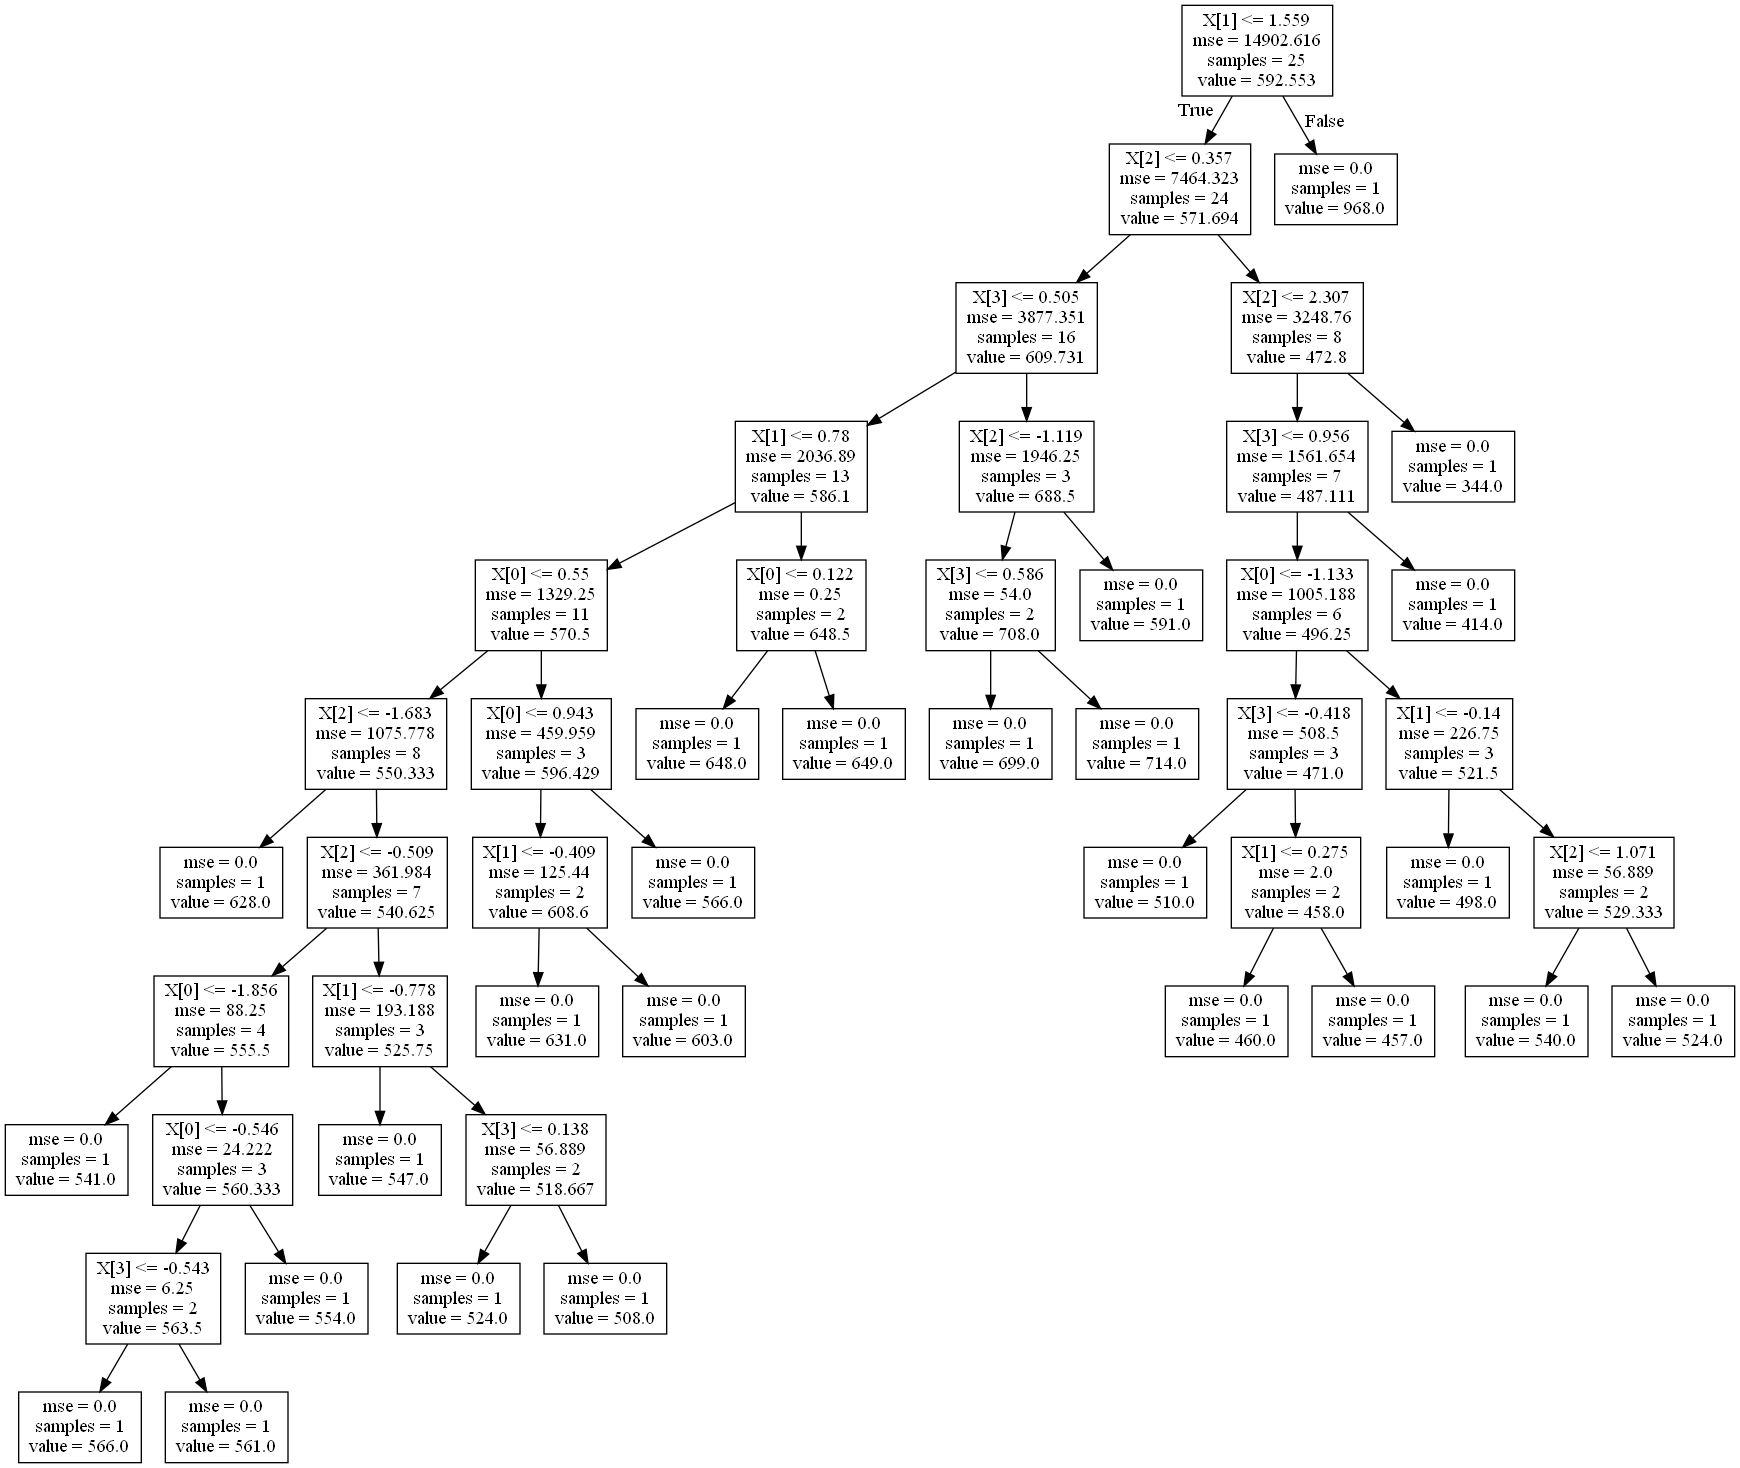 X[1] <= 1.559
mse = 14902.616
samples = 25
value = 592.553
True
False
X[2] <= 0.357
mse = 7464.323
samples = 24
value = 571.694
mse = 0.0
samples = 1
value = 968.0
X[3] <= 0.505
mse = 3877.351
samples = 16
value = 609.731
X[2] <= 2.307
mse = 3248.76
samples = 8
value = 472.8
X[1] <= 0.78
mse = 2036.89
samples = 13
value = 586.1
X[2] <= -1.119
mse = 1946.25
samples = 3
value = 688.5
X[3] <= 0.956
mse = 1561.654
samples = 7
value = 487.111
mse = 0.0
samples = 1
value = 344.0
X[0] <= 0.55
mse = 1329.25
samples = 11
value = 570.5
X[0] <= 0.122
mse = 0.25
samples = 2
value = 648.5
X[3] <= 0.586
mse = 54.0
samples = 2
value = 708.0
mse = 0.0
samples = 1
value = 591.0
X[0] <= -1.133
mse = 1005.188
samples = 6
value = 496.25
mse = 0.0
samples = 1
value = 414.0
X[2] <= -1.683
mse = 1075.778
samples = 8
value = 550.333
X[0] <= 0.943
mse = 459.959
samples = 3
value = 596.429
mse = 0.0
samples = 1
value = 648.0
mse = 0.0
samples = 1
value = 649.0
mse = 0.0
samples = 1
value = 699.0
mse = 0.0
samples = 1
value = 714.0
X[3] <= -0.418
mse = 508.5
samples = 3
value = 471.0
X[1] <= -0.14
mse = 226.75
samples = 3
value = 521.5
mse = 0.0
samples = 1
value = 628.0
X[2] <= -0.509
mse = 361.984
samples = 7
value = 540.625
X[1] <= -0.409
mse = 125.44
samples = 2
value = 608.6
mse = 0.0
samples = 1
value = 566.0
mse = 0.0
samples = 1
value = 510.0
X[1] <= 0.275
mse = 2.0
samples = 2
value = 458.0
mse = 0.0
samples = 1
value = 498.0
X[2] <= 1.071
mse = 56.889
samples = 2
value = 529.333
X[0] <= -1.856
mse = 88.25
samples = 4
value = 555.5
X[1] <= -0.778
mse = 193.188
samples = 3
value = 525.75
mse = 0.0
samples = 1
value = 631.0
mse = 0.0
samples = 1
value = 603.0
mse = 0.0
samples = 1
value = 460.0
mse = 0.0
samples = 1
value = 457.0
mse = 0.0
samples = 1
value = 540.0
mse = 0.0
samples = 1
value = 524.0
mse = 0.0
samples = 1
value = 541.0
X[0] <= -0.546
mse = 24.222
samples = 3
value = 560.333
mse = 0.0
samples = 1
value = 547.0
X[3] <= 0.138
mse = 56.889
samples = 2
value = 518.667
X[3] <= -0.543
mse = 6.25
samples = 2
value = 563.5
mse = 0.0
samples = 1
value = 554.0
mse = 0.0
samples = 1
value = 524.0
mse = 0.0
samples = 1
value = 508.0
mse = 0.0
samples = 1
value = 566.0
mse = 0.0
samples = 1
value = 561.0